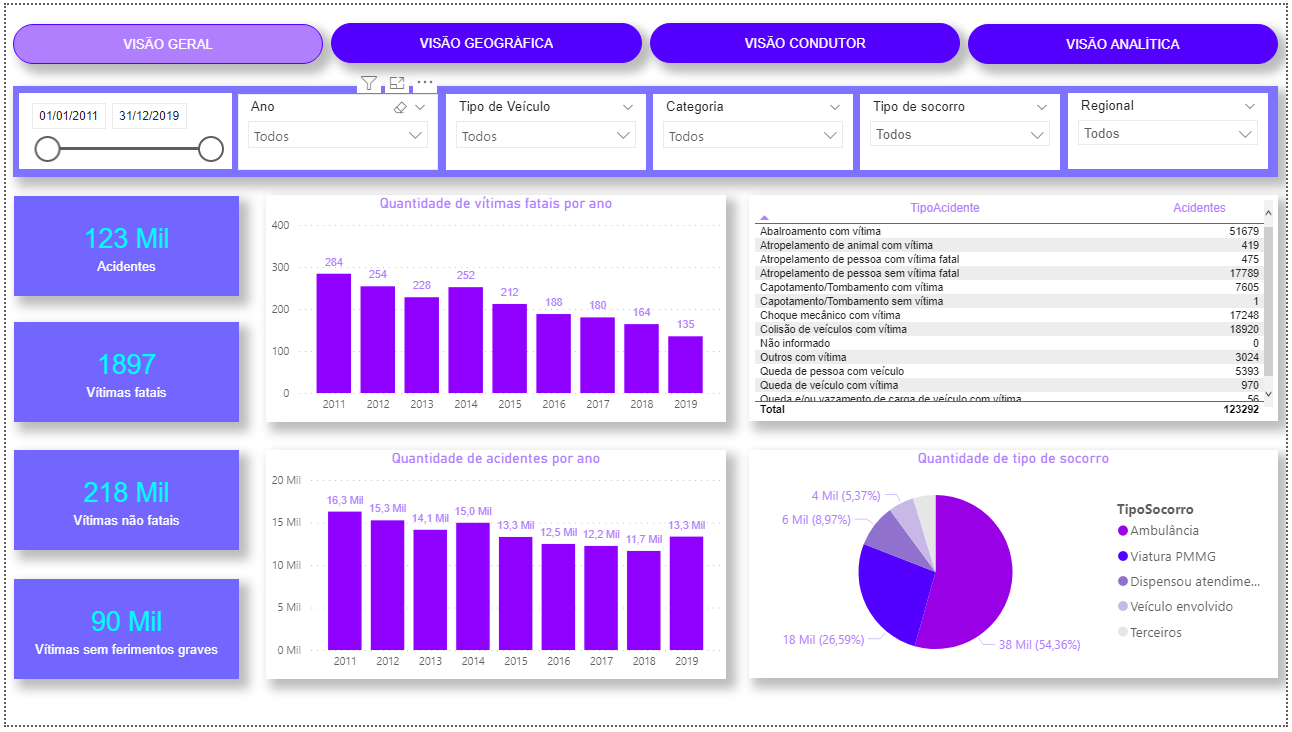 VISÃO GERAL
VISÃO GEOGRÀFICA
VISÃO CONDUTOR
VISÃO ANALÍTICA
01/01/2011 31/12/2019
Ano
Todos
Tipo de Veículo
Todos
Categoria
Todos
Tipo de socorro
Todos
Regional
Todos
123 Mil
Acidentes
1897
Vítimas fatais
218 Mil
Vítimas não fatais
90 Mil
Vítimas sem ferimentos graves
Quantidade de vítimas fatais por ano
400
300
200
100
0
284 254 228 252 212 188 180 164 135
2011 2012 2013 2014 2015 2016 2017 2018 2019
TipoAcidente Acidentes
Abalroamento com vítima 51679
Atropelamento de animal com vítima 419
Atropelamento de pessoa com vítima fatal 475
Atropelamento de pessoa sem vítima fatal 17789
Capotamento/Tombamento com vítima 7605
Capotamento/Tombamento sem vítima 1
Choque mecânico com vítima 17248
Colisão de veículos com vítima 18920
Não informado 0
Outros com vítima 3024
Queda de pessoa com veículo 5393
Queda de veículo com vítima 970
Queda e/ou vazamento de carga de veículo com vítima 56
Total 123292
Quantidade de acidentes por ano
20 Mil
15 Mil
10 Mil
5 Mil
0 Mil
16,3 Mil 15,3 Mil 14,1 Mil 15,0 Mil 13,3 Mil 12,5 Mil 12,2 Mil 11,7 Mil 13,3 Mil
2011 2012 2013 2014 2015 2016 2017 2018 2019
Quantidade de tipo de socorro
4 Mil (5,37%)
6 Mil (8,97%)
18 Mil (26,59%)
38 Mil (54,36%)
TipoSocorro
Ambulância
Viatura PMMG
Dispensou atendime...
Veículo envolvido
Terceiros